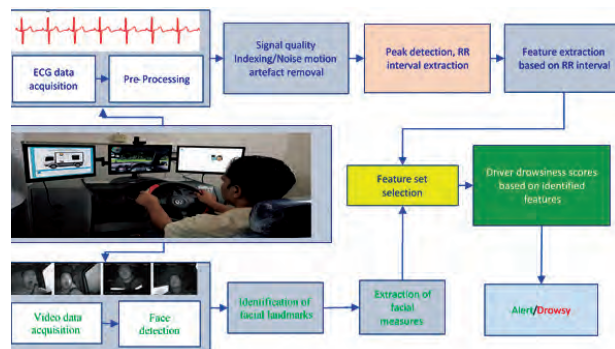 ECG data
acquisition
Pre- Processing
Signal quality
Indexing/Noise motion
artefact removal
Peak detection, RR
interval extraction
Feature extraction
based on RR interval
Feature set
selection
Driver drowsiness scores
based on identified
features
Video data
acquisition
Face
detection
Identification of
facial landmarks
Extraction of
facial measures
Alert/Drowsy